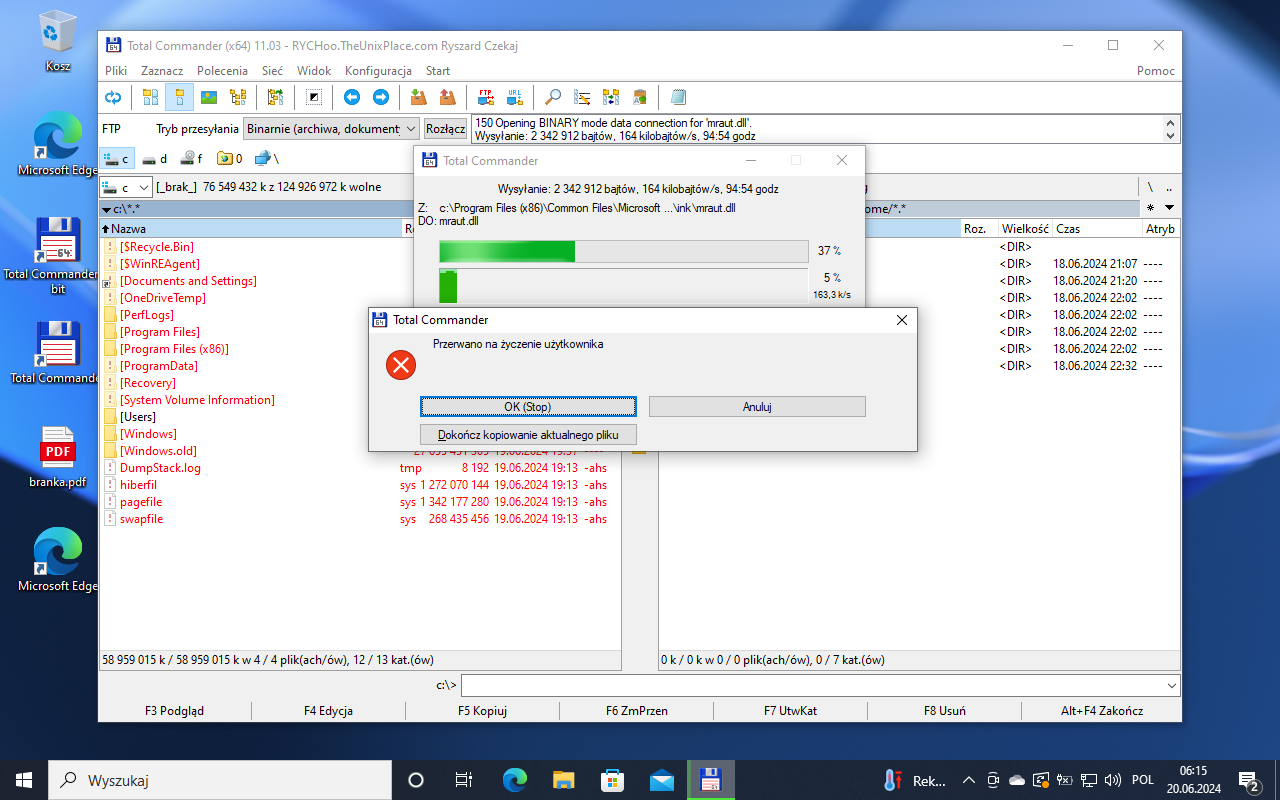 Kosz
Microsoft Edge
Total Commander
bit
Total Commande
PDF
branka.pdf
Microsoft Edge
Total Commander (x64) 11.03 - RYCHoo.TheUnixPlace.com Ryszard Czekaj
Pliki Zaznacz Polecenia Sieć Widok Konfiguracja Start Pomoc
FTP URL
FTP Tryb przesyłania Binarnie (archiwa, dokument Rozłącz
150 Opening BINARY mode data connection for 'mraut.dll'.
Wysyłanie: 2 342 912 bajtów, 164 kilobajtów/s, 94:54 godz
c d f 0 \
c [_brak_] 76 549 432 k z 124 926 972 k wolne \ ..
c:\*.* ome/*.* * 
Nazwa
Roz. Wielkość Czas Atryb
[$Recycle.Bin]
[$WinREAgent]
[Documents and Settings]
[OneDriveTemp]
[PerfLogs]
[Program Files]
[Program Files (x86)]
[ProgramData]
[Recovery]
[System Volume Information]
[Users]
[Windows]
[Windows.old]
DumpStack.log tmp 8 192 19.06.2024 19:13 -ahs
hiberfil sys 1 272 070 144 19.06.2024 19:13 -ahs
pagefile sys 1 342 177 280 19.06.2024 19:13 -ahs
swapfile sys 268 435 456 19.06.2024 19:13 -ahs
<DIR>
<DIR> 18.06.2024 21:07 ----
<DIR> 18.06.2024 21:20 ----
<DIR> 18.06.2024 22:02 ----
<DIR> 18.06.2024 22:02 ----
<DIR> 18.06.2024 22:02 ----
<DIR> 18.06.2024 22:02 ----
<DIR> 18.06.2024 22:32 ----
Total Commander
Wysyłanie: 2 342 912 bajtów, 164 kilobajtów/s, 94:54 godz
Z: c:\Program Files (x86)\Common Files\Microsoft ...\ink\mraut.dll
DO: mraut.dll
37 %
5 %
163,3 k/s
Total Commander
Przerwano na życzenie użytkownika
OK (Stop) Anuluj
Dokończ kopiowanie aktualnego pliku
58 959 015 k / 58 959 015 k w 4 / 4 plik(ach/ów), 12 / 13 kat.(ów)
0 k / 0 k w 0 / 0 plik(ach/ów), 0 / 7 kat.(ów)
c:\>
F3 Podgląd F4 Edycja F5 Kopiuj F6 ZmPrzen F7 UtwKat F8 Usuń Alt+F4 Zakończ
Wyszukaj
Rek...
POL
06:15
20.06.2024
2